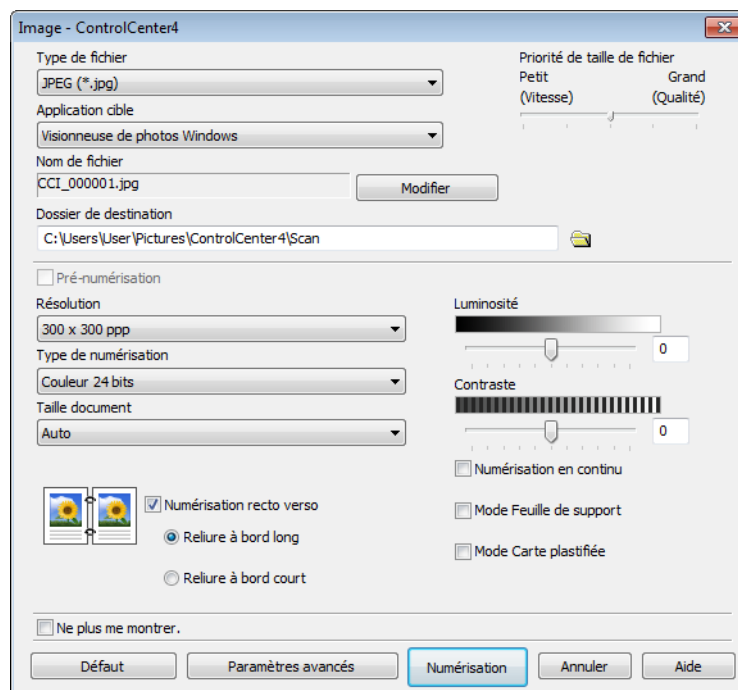 Image - ControlCenter4
Type de fichier
JPEG (*.jpg)
Application cible
Visionneuse de photos Windows
Nom de fichier
CCI_000001.jpg
Modifier
Dossier de destination
C:\Users\User\Pictures\ControlCenter4\Scan
Priorité de taille de fichier
Petit Grand
(Vitesse) (Qualité)
Pré-numérisation
Résolution
300 x 300 ppp
Type de numérisation
Couleur 24 bits
Taille document
Auto
Numérisation recto verso
Reliure à bord long
Reliure à bord court
Luminosité
0
Contraste
0
Numérisation en continu
Mode Feuille de support
Mode Carte plastifiée
Ne plus me montrer.
Défaut Paramètres avancés Numérisation Annuler Aide